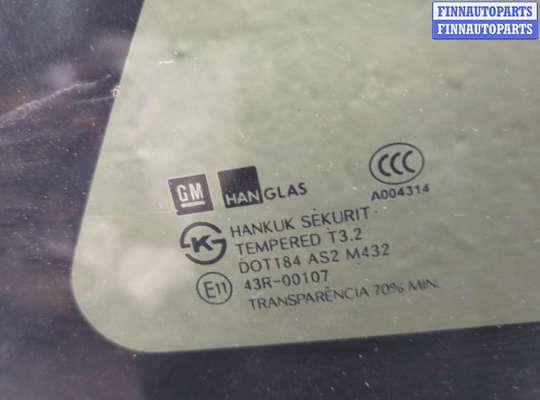 FINNAUTOPARTS
FINNAUTOPARTS
GM HANGLAS
CCC
A004314
HANKUK SEKURIT
TEMPERED T3.2
DOT184 AS2 M432
E11 43R-00107
TRANSPARÊNCIA 70% MIN.